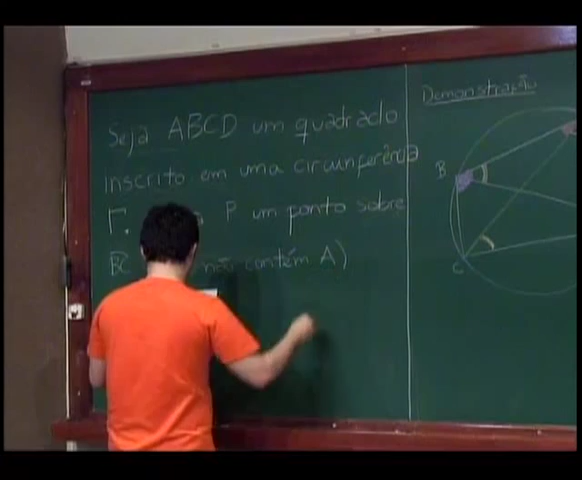 Seja ABCD um quadrado
inscrito em uma circunferência
Γ. P um ponto sobre
BC não contém A)
Demonstração
B
C